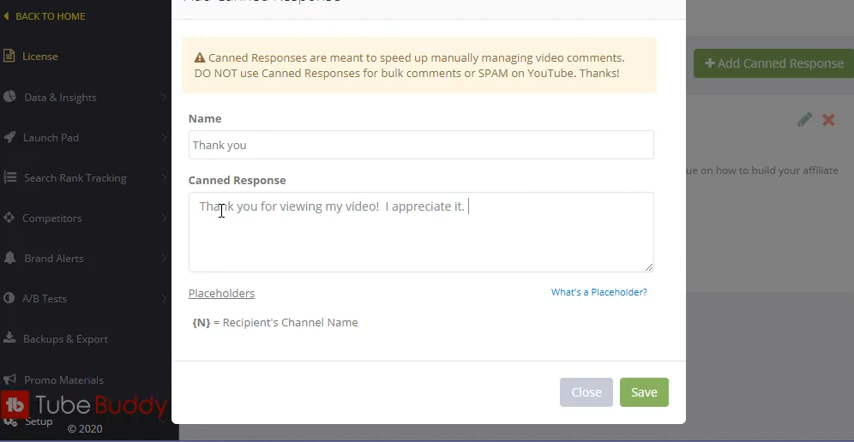 BACK TO HOME
License
Data & Insights
Launch Pad
Search Rank Tracking
Competitors
Brand Alerts
A/B Tests
Backups & Export
Promo Materials
Setup
TubeBuddy
© 2020
Add Canned Response
Canned Responses are meant to speed up manually managing video comments.
DO NOT use Canned Responses for bulk comments or SPAM on YouTube. Thanks!
Name
Thank you
Canned Response
Thank you for viewing my video!  I appreciate it.
Placeholders
What's a Placeholder?
{N} = Recipient's Channel Name
Close
Save
+ Add Canned Response
ue on how to build your affiliate